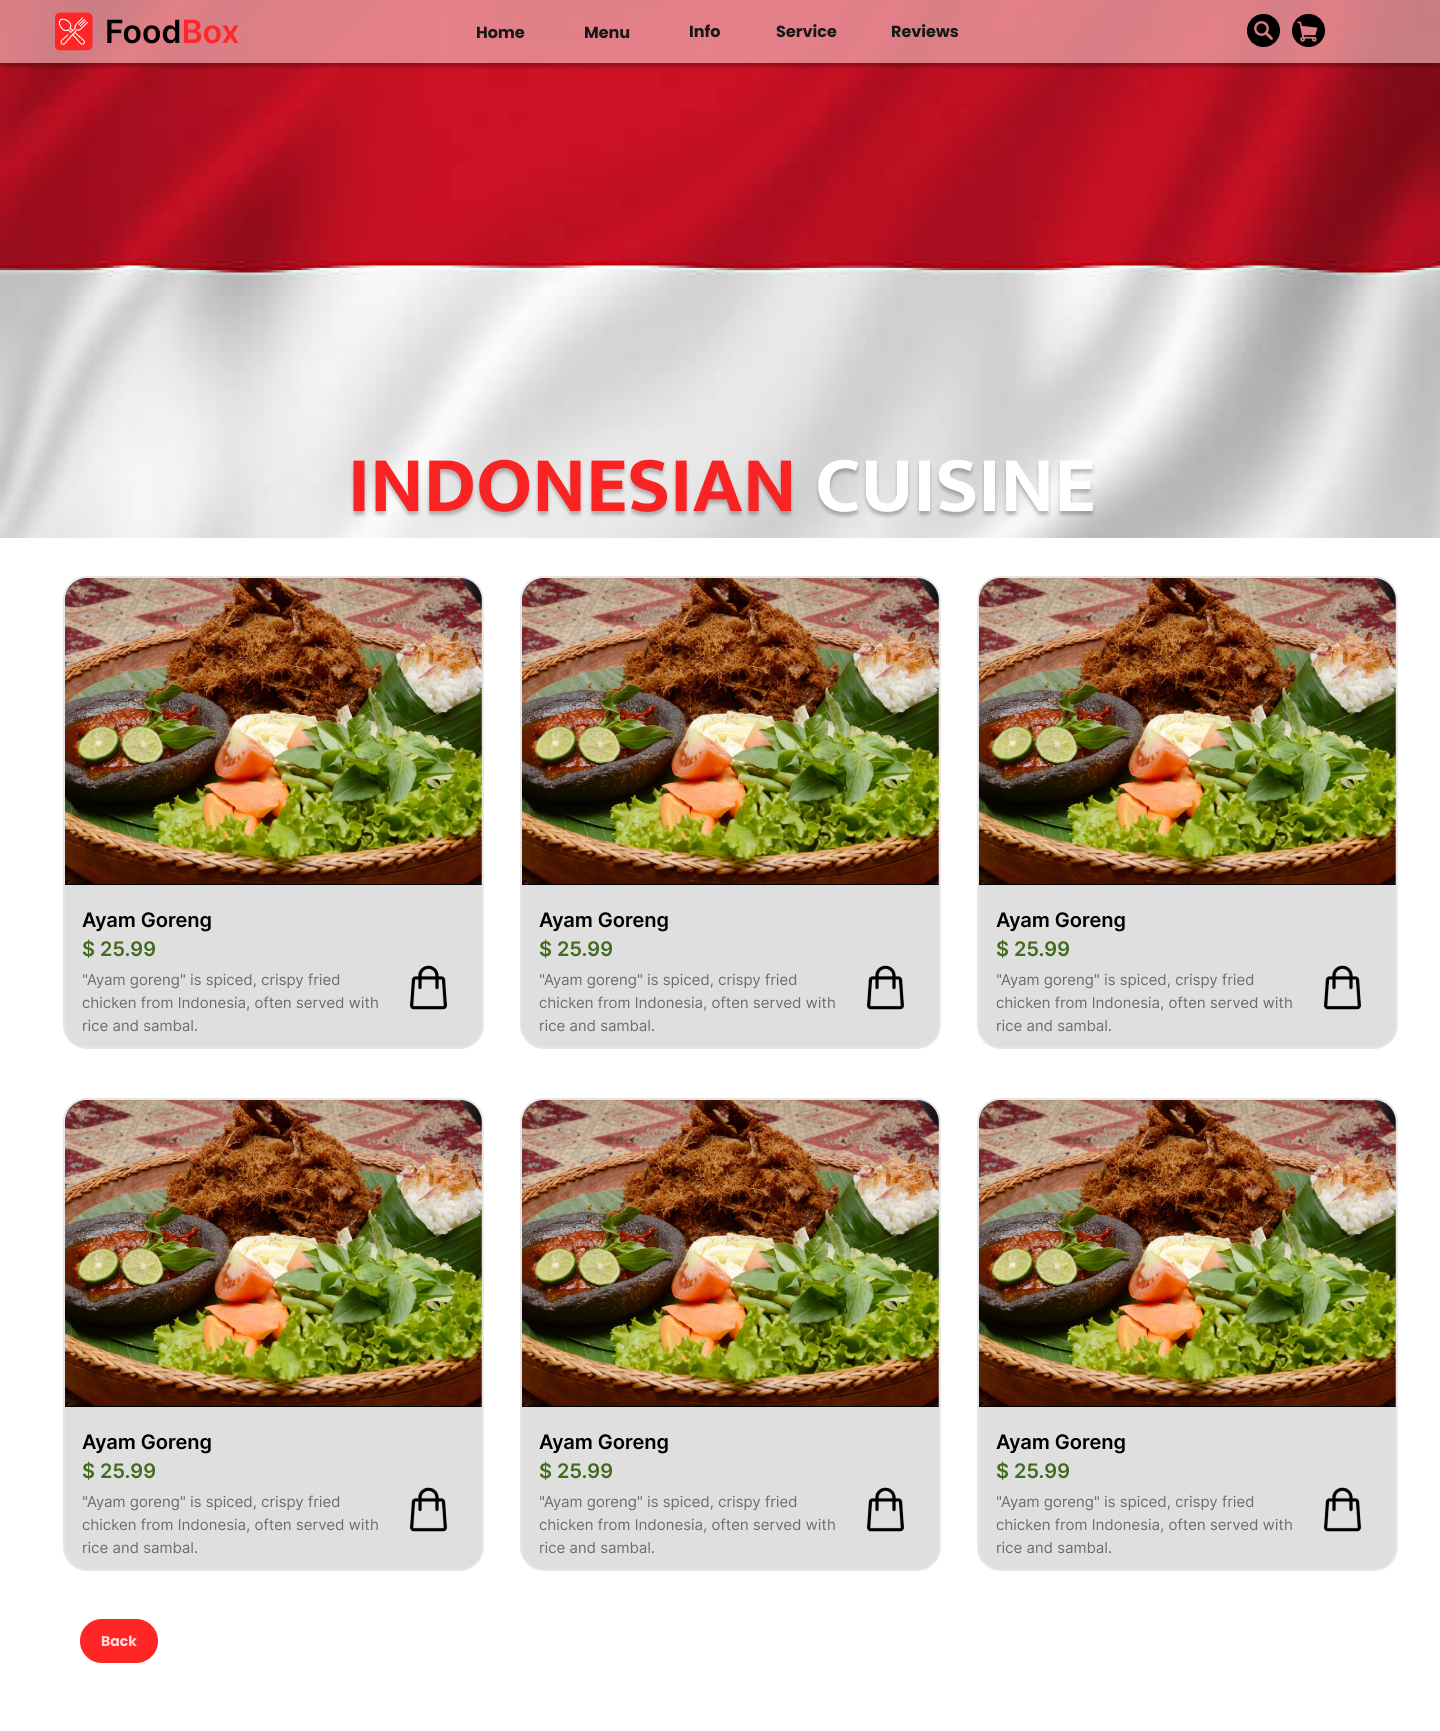 FoodBox
Home Menu Info Service Reviews
INDONESIAN CUISINE
Ayam Goreng
$ 25.99
"Ayam goreng" is spiced, crispy fried
chicken from Indonesia, often served with
rice and sambal.
Ayam Goreng
$ 25.99
"Ayam goreng" is spiced, crispy fried
chicken from Indonesia, often served with
rice and sambal.
Ayam Goreng
$ 25.99
"Ayam goreng" is spiced, crispy fried
chicken from Indonesia, often served with
rice and sambal.
Ayam Goreng
$ 25.99
"Ayam goreng" is spiced, crispy fried
chicken from Indonesia, often served with
rice and sambal.
Ayam Goreng
$ 25.99
"Ayam goreng" is spiced, crispy fried
chicken from Indonesia, often served with
rice and sambal.
Ayam Goreng
$ 25.99
"Ayam goreng" is spiced, crispy fried
chicken from Indonesia, often served with
rice and sambal.
Back